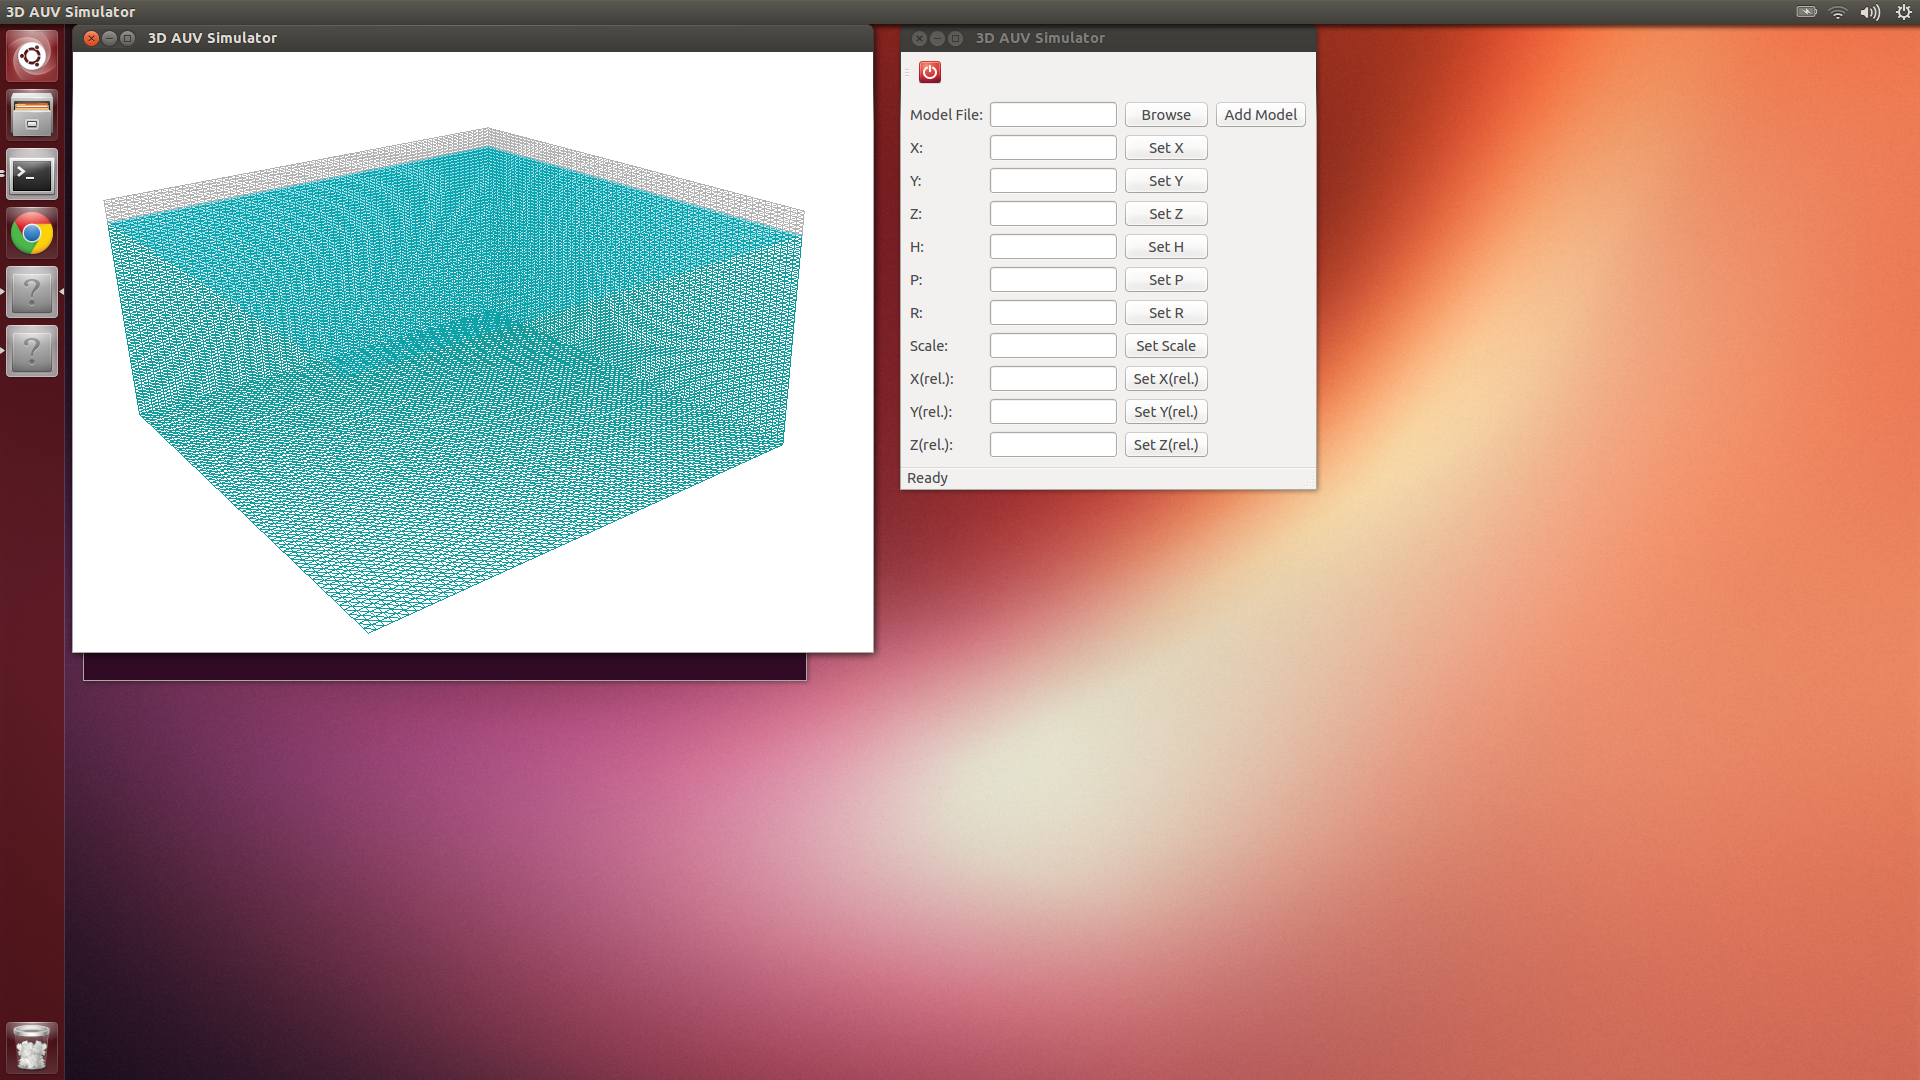 3D AUV Simulator
3D AUV Simulator
3D AUV Simulator
Model File: Browse Add Model
X: Set X
Y: Set Y
Z: Set Z
H: Set H
P: Set P
R: Set R
Scale: Set Scale
X(rel.): Set X(rel.)
Y(rel.): Set Y(rel.)
Z(rel.): Set Z(rel.)
Ready